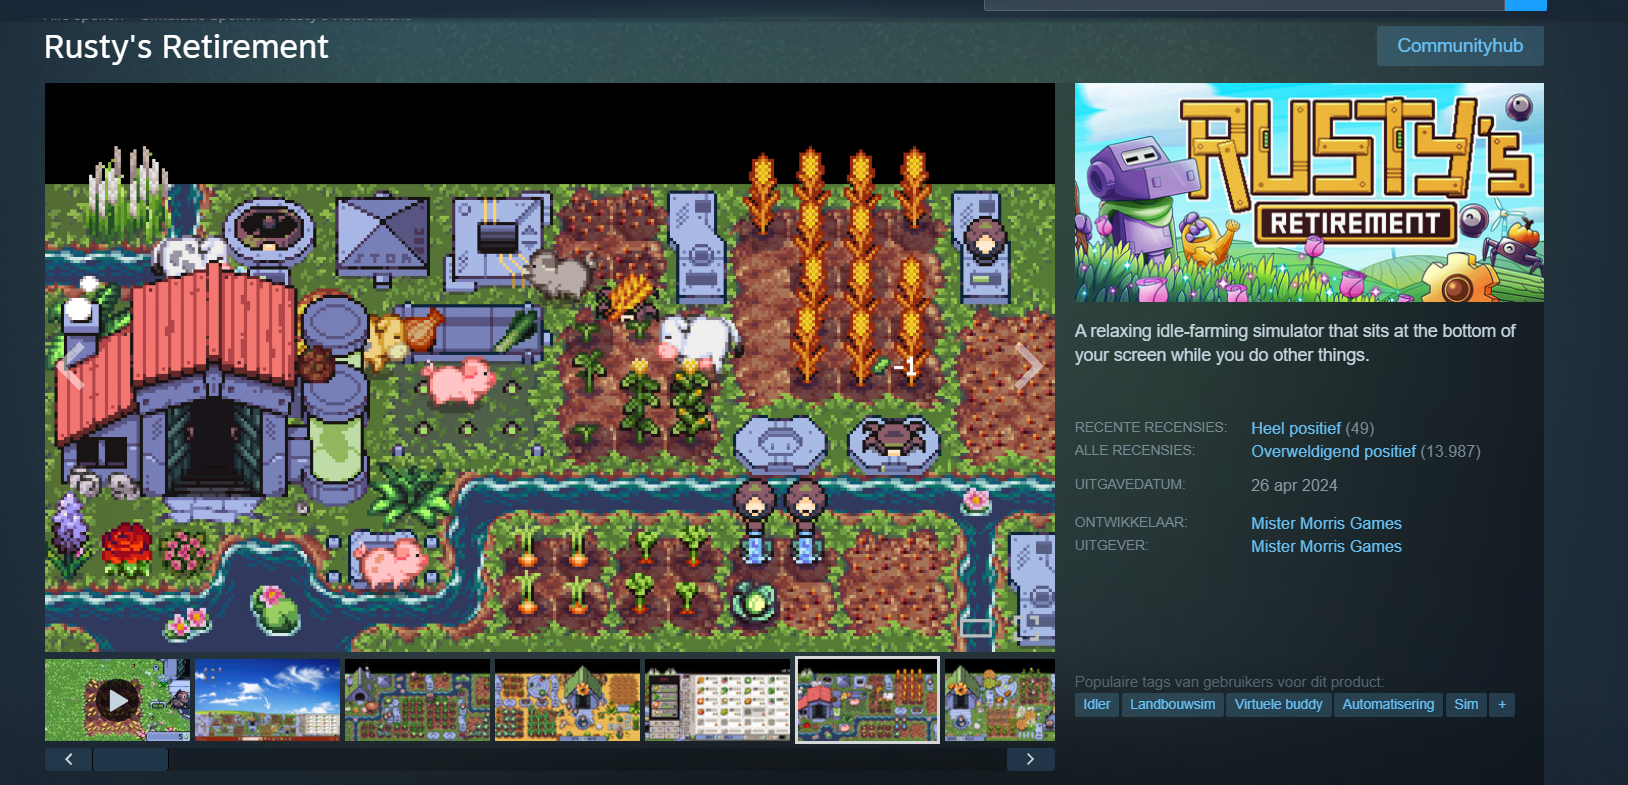 Rusty's Retirement
Communityhub
STOR
-1
RUSTY's
RETIREMENT
A relaxing idle-farming simulator that sits at the bottom of
your screen while you do other things.
RECENTE RECENSIES: Heel positief (49)
ALLE RECENSIES: Overweldigend positief (13.987)
UITGAVEDATUM: 26 apr 2024
ONTWIKKELAAR: Mister Morris Games
UITGEVER: Mister Morris Games
Populaire tags van gebruikers voor dit product:
Idler Landbouwsim Virtuele buddy Automatisering Sim +